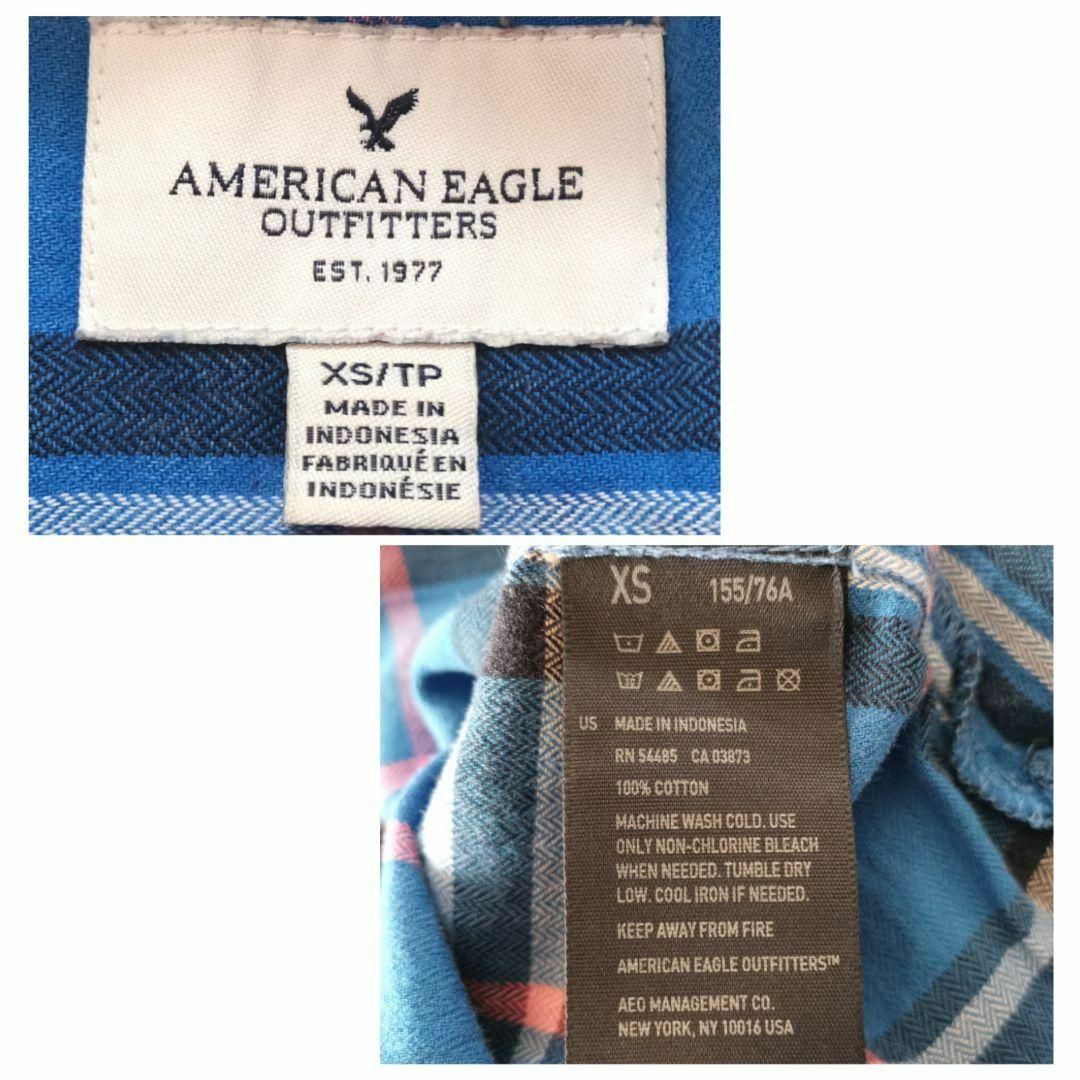 AMERICAN EAGLE
OUTFITTERS
EST. 1977
XS/TP
MADE IN
INDONESIA
FABRIQUÉ EN
INDONÉSIE
XS 155/76A
US MADE IN INDONESIA
RN 54485 CA 03873
100% COTTON
MACHINE WASH COLD. USE
ONLY NON-CHLORINE BLEACH
WHEN NEEDED. TUMBLE DRY
LOW. COOL IRON IF NEEDED.
KEEP AWAY FROM FIRE
AMERICAN EAGLE OUTFITTERS™
AEO MANAGEMENT CO.
NEW YORK, NY 10016 USA